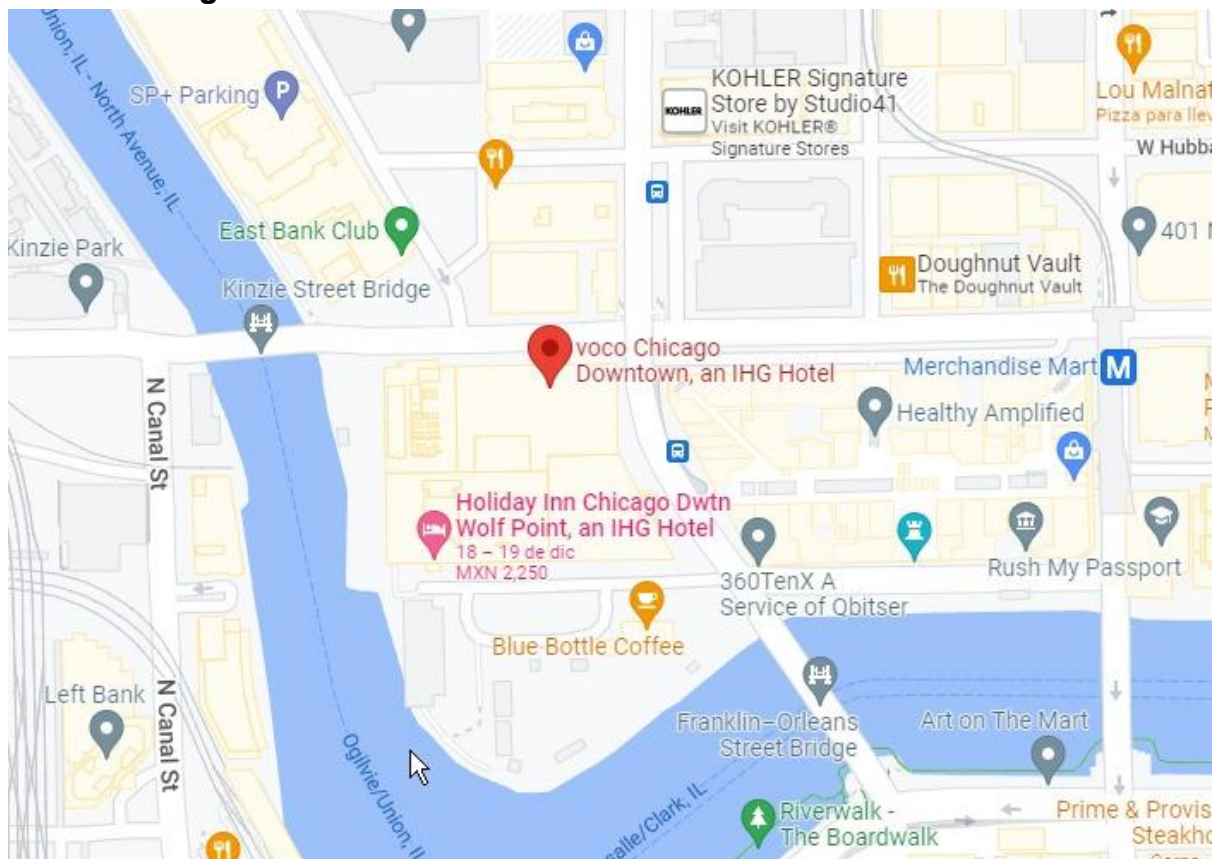 Union, IL - North Avenue, IL
SP+ Parking
P
KOHLER
KOHLER Signature
Store by Studio41
Visit KOHLER®
Signature Stores
Lou Malnat
Pizza para llev
W Hubba
East Bank Club
Kinzie Park
Kinzie Street Bridge
401
Doughnut Vault
The Doughnut Vault
voco Chicago
Downtown, an IHG Hotel
Merchandise Mart
M
Healthy Amplified
N Canal St
Holiday Inn Chicago Dwtn
Wolf Point, an IHG Hotel
18 – 19 de dic
MXN 2,250
360TenX A
Service of Qbitser
Rush My Passport
Blue Bottle Coffee
Left Bank
N Canal St
Franklin–Orleans
Street Bridge
Art on The Mart
Ogilvie/Union, IL
salle/Clark, IL
Riverwalk -
The Boardwalk
Prime & Provis
Steakho